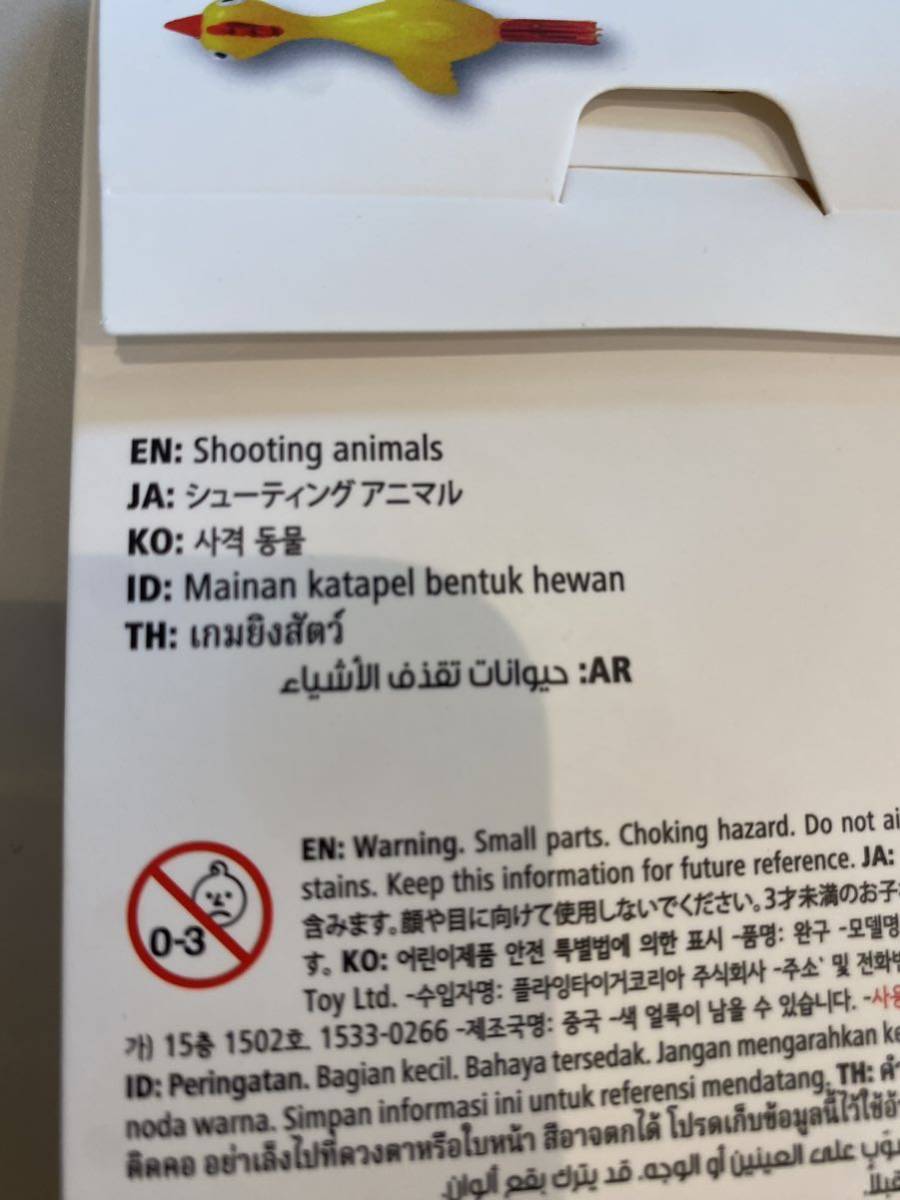 EN: Shooting animals
JA: シューティングアニマル
KO: 사격 동물
ID: Mainan katapel bentuk hewan
TH: เกมยิงสัตว์
AR: حيوانات تقذف الأشياء
0-3
EN: Warning. Small parts. Choking hazard. Do not ai
stains. Keep this information for future reference. JA:
含みます。顔や目に向けて使用しないでください。3才未満のお子
す。 KO: 어린이제품 안전 특별법에 의한 표시 -품명: 완구 -모델명
Toy Ltd. -수입자명: 플라잉타이거코리아 주식회사 -주소 및 전화번
가) 15층 1502호 1533-0266 -제조국명: 중국 -색 얼룩이 남을 수 있습니다. -사용
ID: Peringatan. Bagian kecil. Bahaya tersedak. Jangan mengarahkan ke
noda warna. Simpan informasi ini untuk referensi mendatang. TH: คำ
ติดคอ อย่าเล็งไปที่ดวงตาหรือใบหน้า สีอาจตกได้ โปรดเก็บข้อมูลนี้ไว้ใช้อ้า
على العينين أو الوجه. قد يترك بقع ألوان.